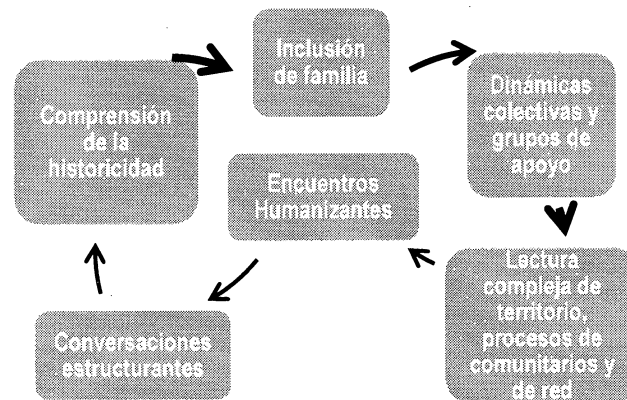 Inclusión
de familia
Dinámicas
colectivas y
grupos de
apoyo
Comprensión
de la
historicidad
Encuentros
Humanizantes
Lectura
compleja de
territorio,
procesos de
comunitarios y
de red
Conversaciones
estructurantes